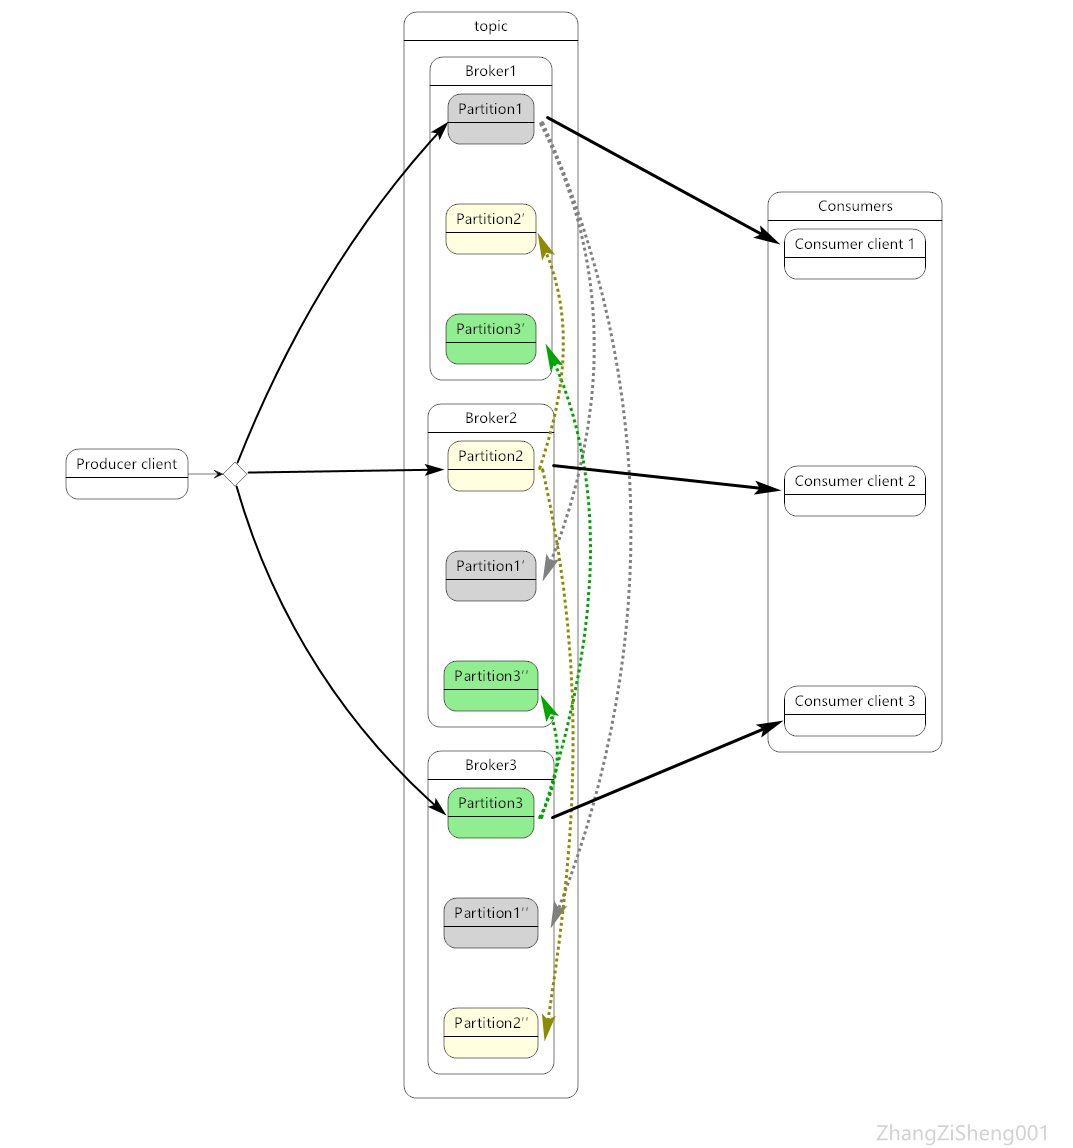 topic
Broker1
Partition1
Partition2′
Partition3′
Broker2
Partition2
Partition1′
Partition3′′
Broker3
Partition3
Partition1′′
Partition2′′
Producer client
Consumers
Consumer client 1
Consumer client 2
Consumer client 3
ZhangZiSheng001